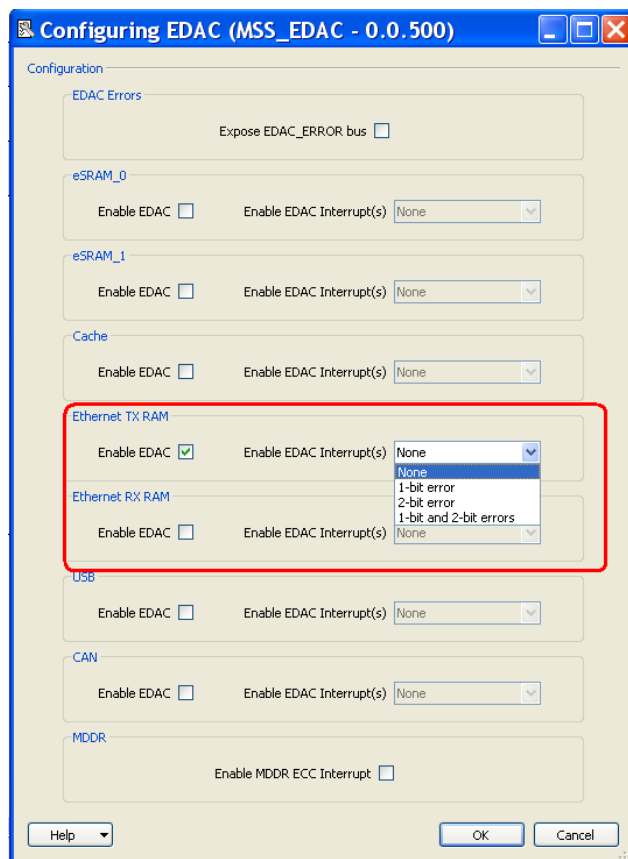 Configuring EDAC (MSS_EDAC - 0.0.500)
Configuration
EDAC Errors
Expose EDAC_ERROR bus
eSRAM_0
Enable EDAC Enable EDAC Interrupt(s) None
eSRAM_1
Enable EDAC Enable EDAC Interrupt(s) None
Cache
Enable EDAC Enable EDAC Interrupt(s) None
Ethernet TX RAM
Enable EDAC Enable EDAC Interrupt(s) None
None
1-bit error
2-bit error
1-bit and 2-bit errors
Ethernet RX RAM
Enable EDAC Enable EDAC Interrupt(s) None
USB
Enable EDAC Enable EDAC Interrupt(s) None
CAN
Enable EDAC Enable EDAC Interrupt(s) None
MDDR
Enable MDDR ECC Interrupt
Help OK Cancel